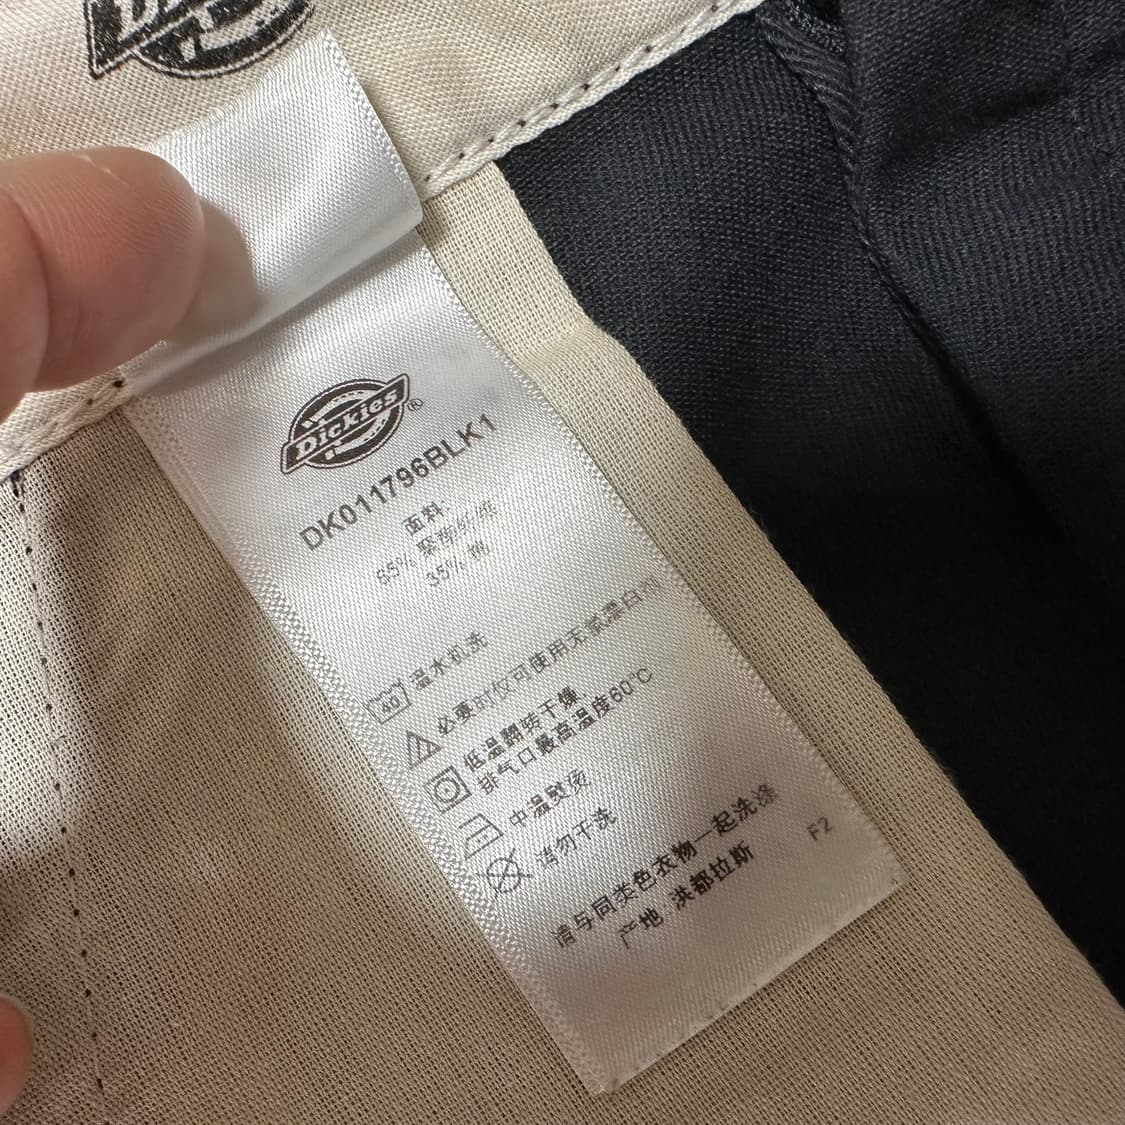 Dickies®
DK011796BLK1
面料:
65% 聚酯纤维
35% 棉
40 温水机洗
必要时仅可使用无氯漂白剂
低温翻转干燥
排气口最高温度60°C
中温熨烫
请勿干洗
请与同类色衣物一起洗涤
产地 洪都拉斯
F2